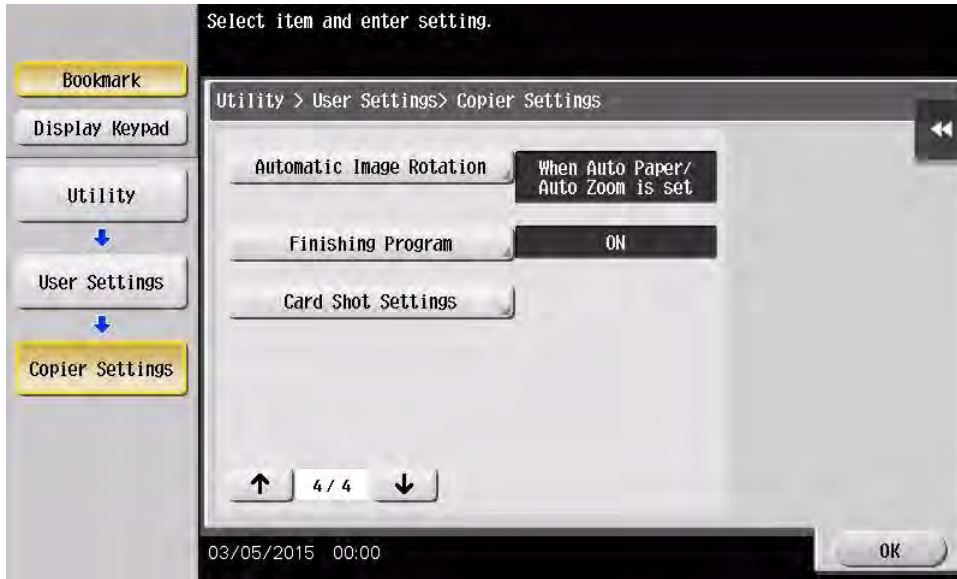 Select item and enter setting.
Bookmark
Display Keypad
Utility
User Settings
Copier Settings
Utility > User Settings> Copier Settings
Automatic Image Rotation
When Auto Paper/
Auto Zoom is set
Finishing Program
ON
Card Shot Settings
4/4
03/05/2015 00:00
OK